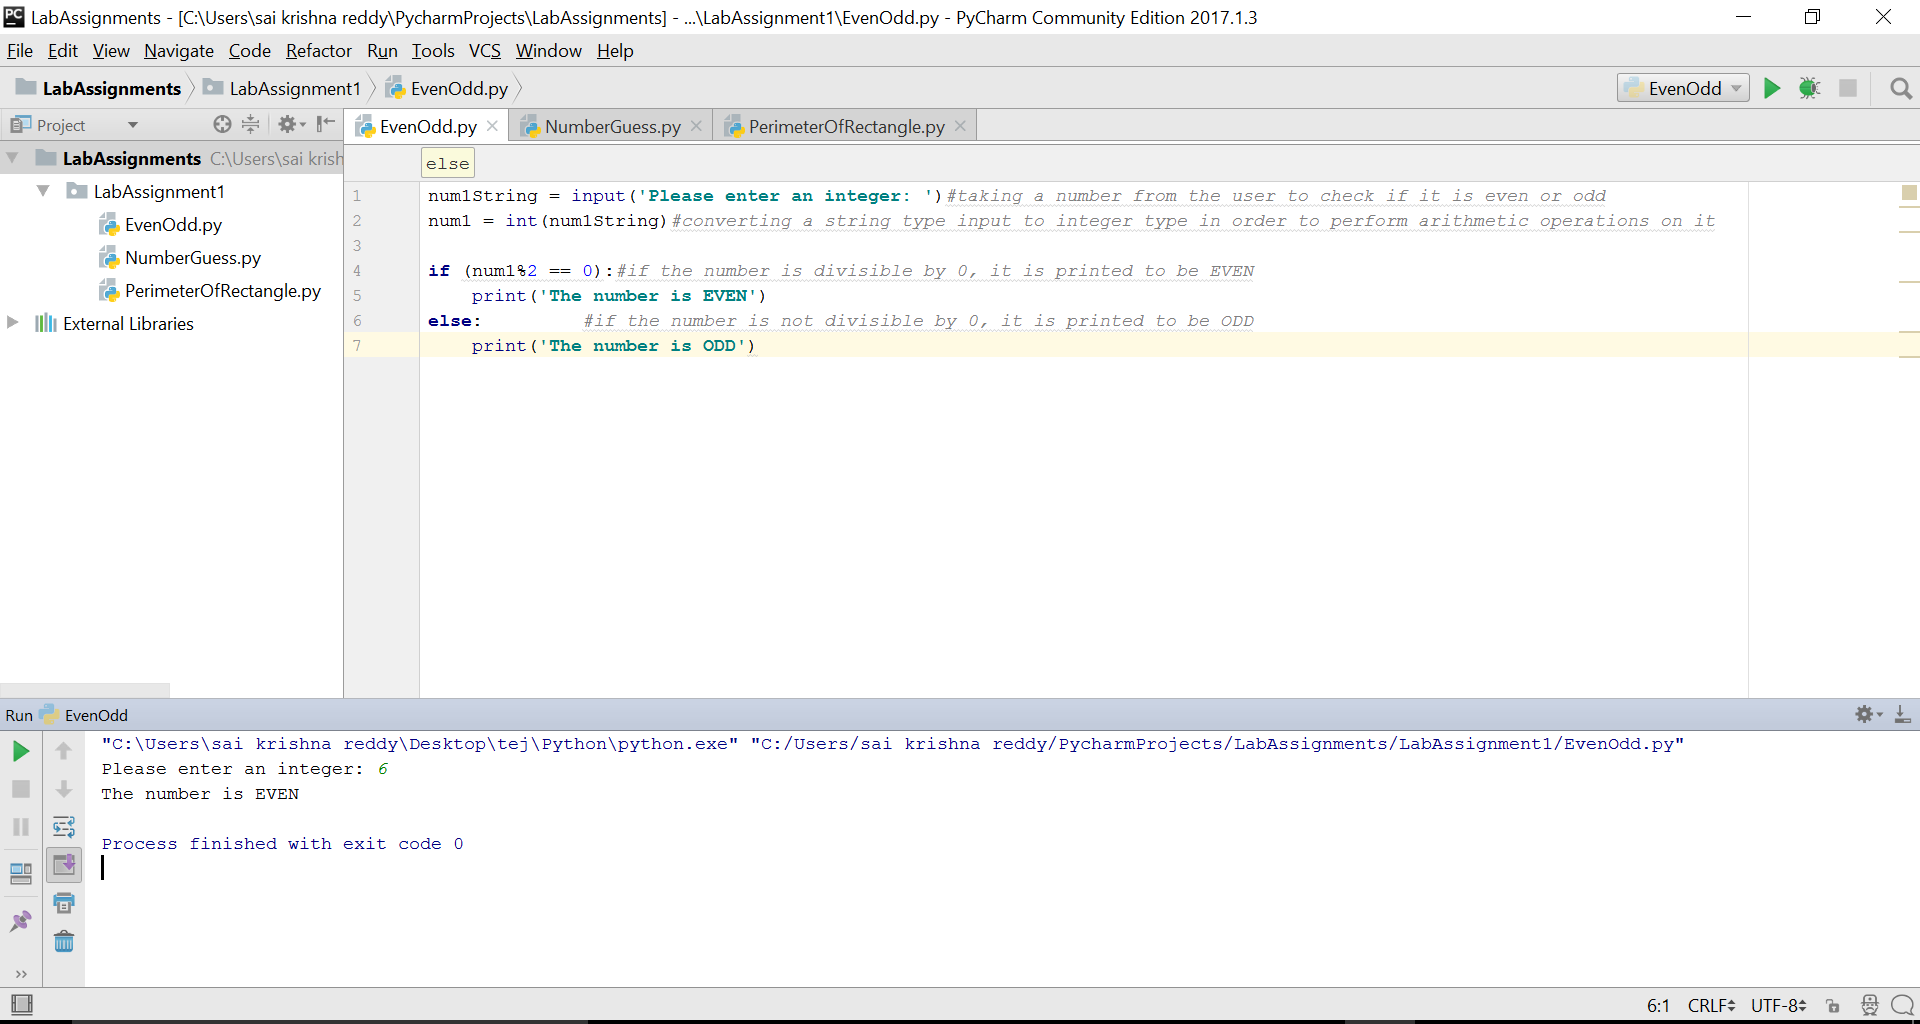 PC LabAssignments - [C:\Users\sai krishna reddy\PycharmProjects\LabAssignments] - ...\LabAssignment1\EvenOdd.py - PyCharm Community Edition 2017.1.3
File Edit View Navigate Code Refactor Run Tools VCS Window Help
LabAssignments LabAssignment1 EvenOdd.py EvenOdd
Project EvenOdd.py NumberGuess.py PerimeterOfRectangle.py
LabAssignments C:\Users\sai krish
LabAssignment1
EvenOdd.py
NumberGuess.py
PerimeterOfRectangle.py
External Libraries
else
1 num1String = input('Please enter an integer: ')#taking a number from the user to check if it is even or odd
2 num1 = int(num1String)#converting a string type input to integer type in order to perform arithmetic operations on it
3
4 if (num1%2 == 0):#if the number is divisible by 0, it is printed to be EVEN
5 print('The number is EVEN')
6 else: #if the number is not divisible by 0, it is printed to be ODD
7 print('The number is ODD')
Run EvenOdd
"C:\Users\sai krishna reddy\Desktop\tej\Python\python.exe" "C:/Users/sai krishna reddy/PycharmProjects/LabAssignments/LabAssignment1/EvenOdd.py"
Please enter an integer: 6
The number is EVEN
Process finished with exit code 0
6:1 CRLF UTF-8